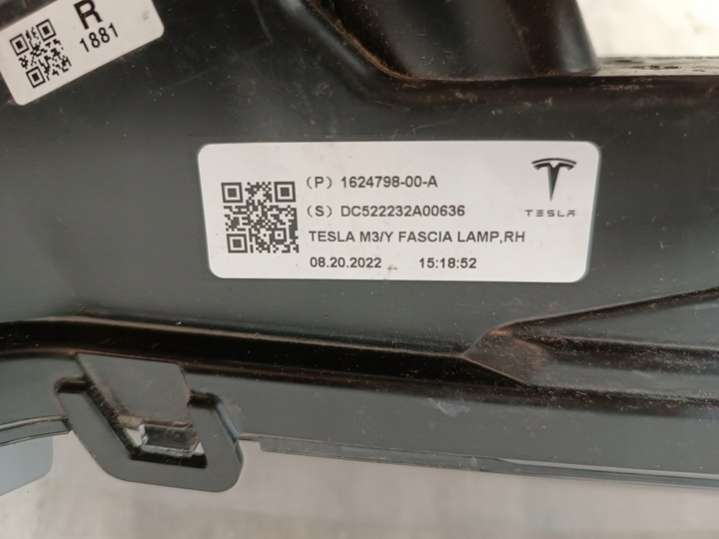 R
1881
(P) 1624798-00-A
(S) DC522232A00636
TESLA
TESLA M3/Y FASCIA LAMP,RH
08.20.2022 15:18:52